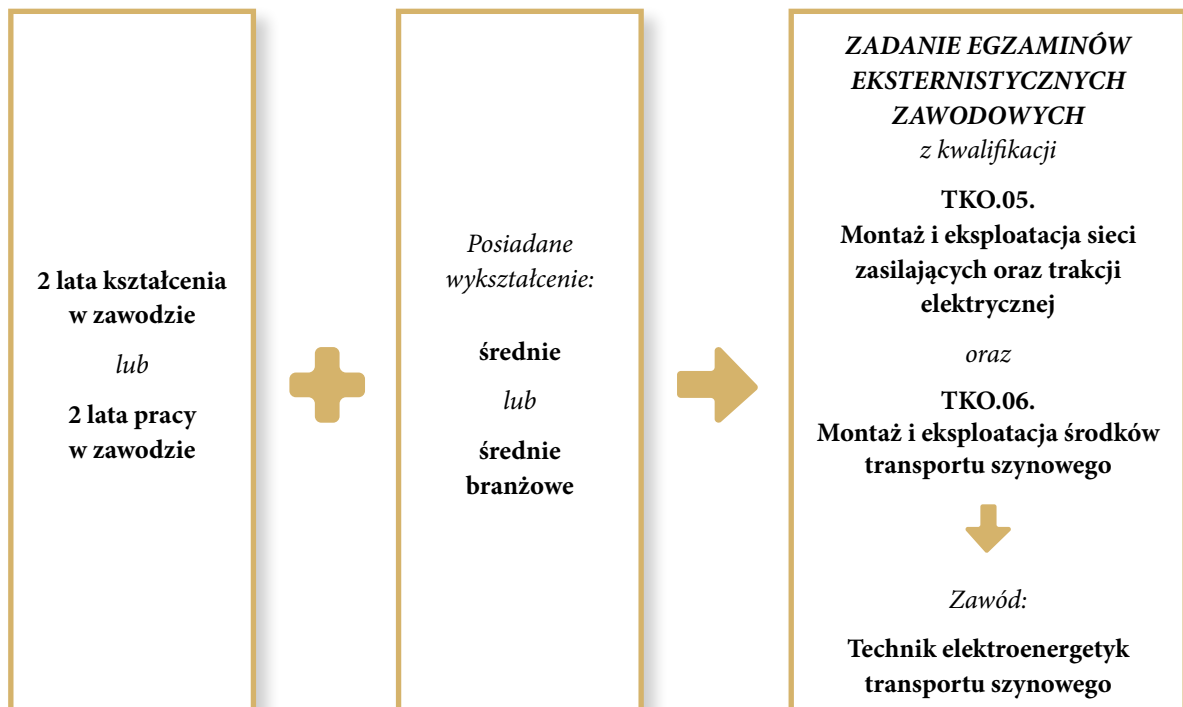 2 lata kształcenia
w zawodzie
lub
2 lata pracy
w zawodzie
Posiadane
wykształcenie:
średnie
lub
średnie
branżowe
ZADANIE EGZAMINÓW
EKSTERNISTYCZNYCH
ZAWODOWYCH
z kwalifikacji
TKO.05.
Montaż i eksploatacja sieci
zasilających oraz trakcji
elektrycznej
oraz
TKO.06.
Montaż i eksploatacja środków
transportu szynowego
Zawód:
Technik elektroenergetyk
transportu szynowego